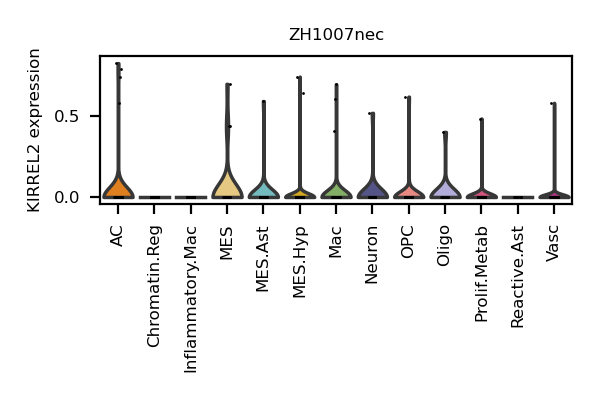 ZH1007nec
KIRREL2 expression
0.5
0.0
AC
Chromatin.Reg
Inflammatory.Mac
MES
MES.Ast
MES.Hyp
Mac
Neuron
OPC
Oligo
Prolif.Metab
Reactive.Ast
Vasc